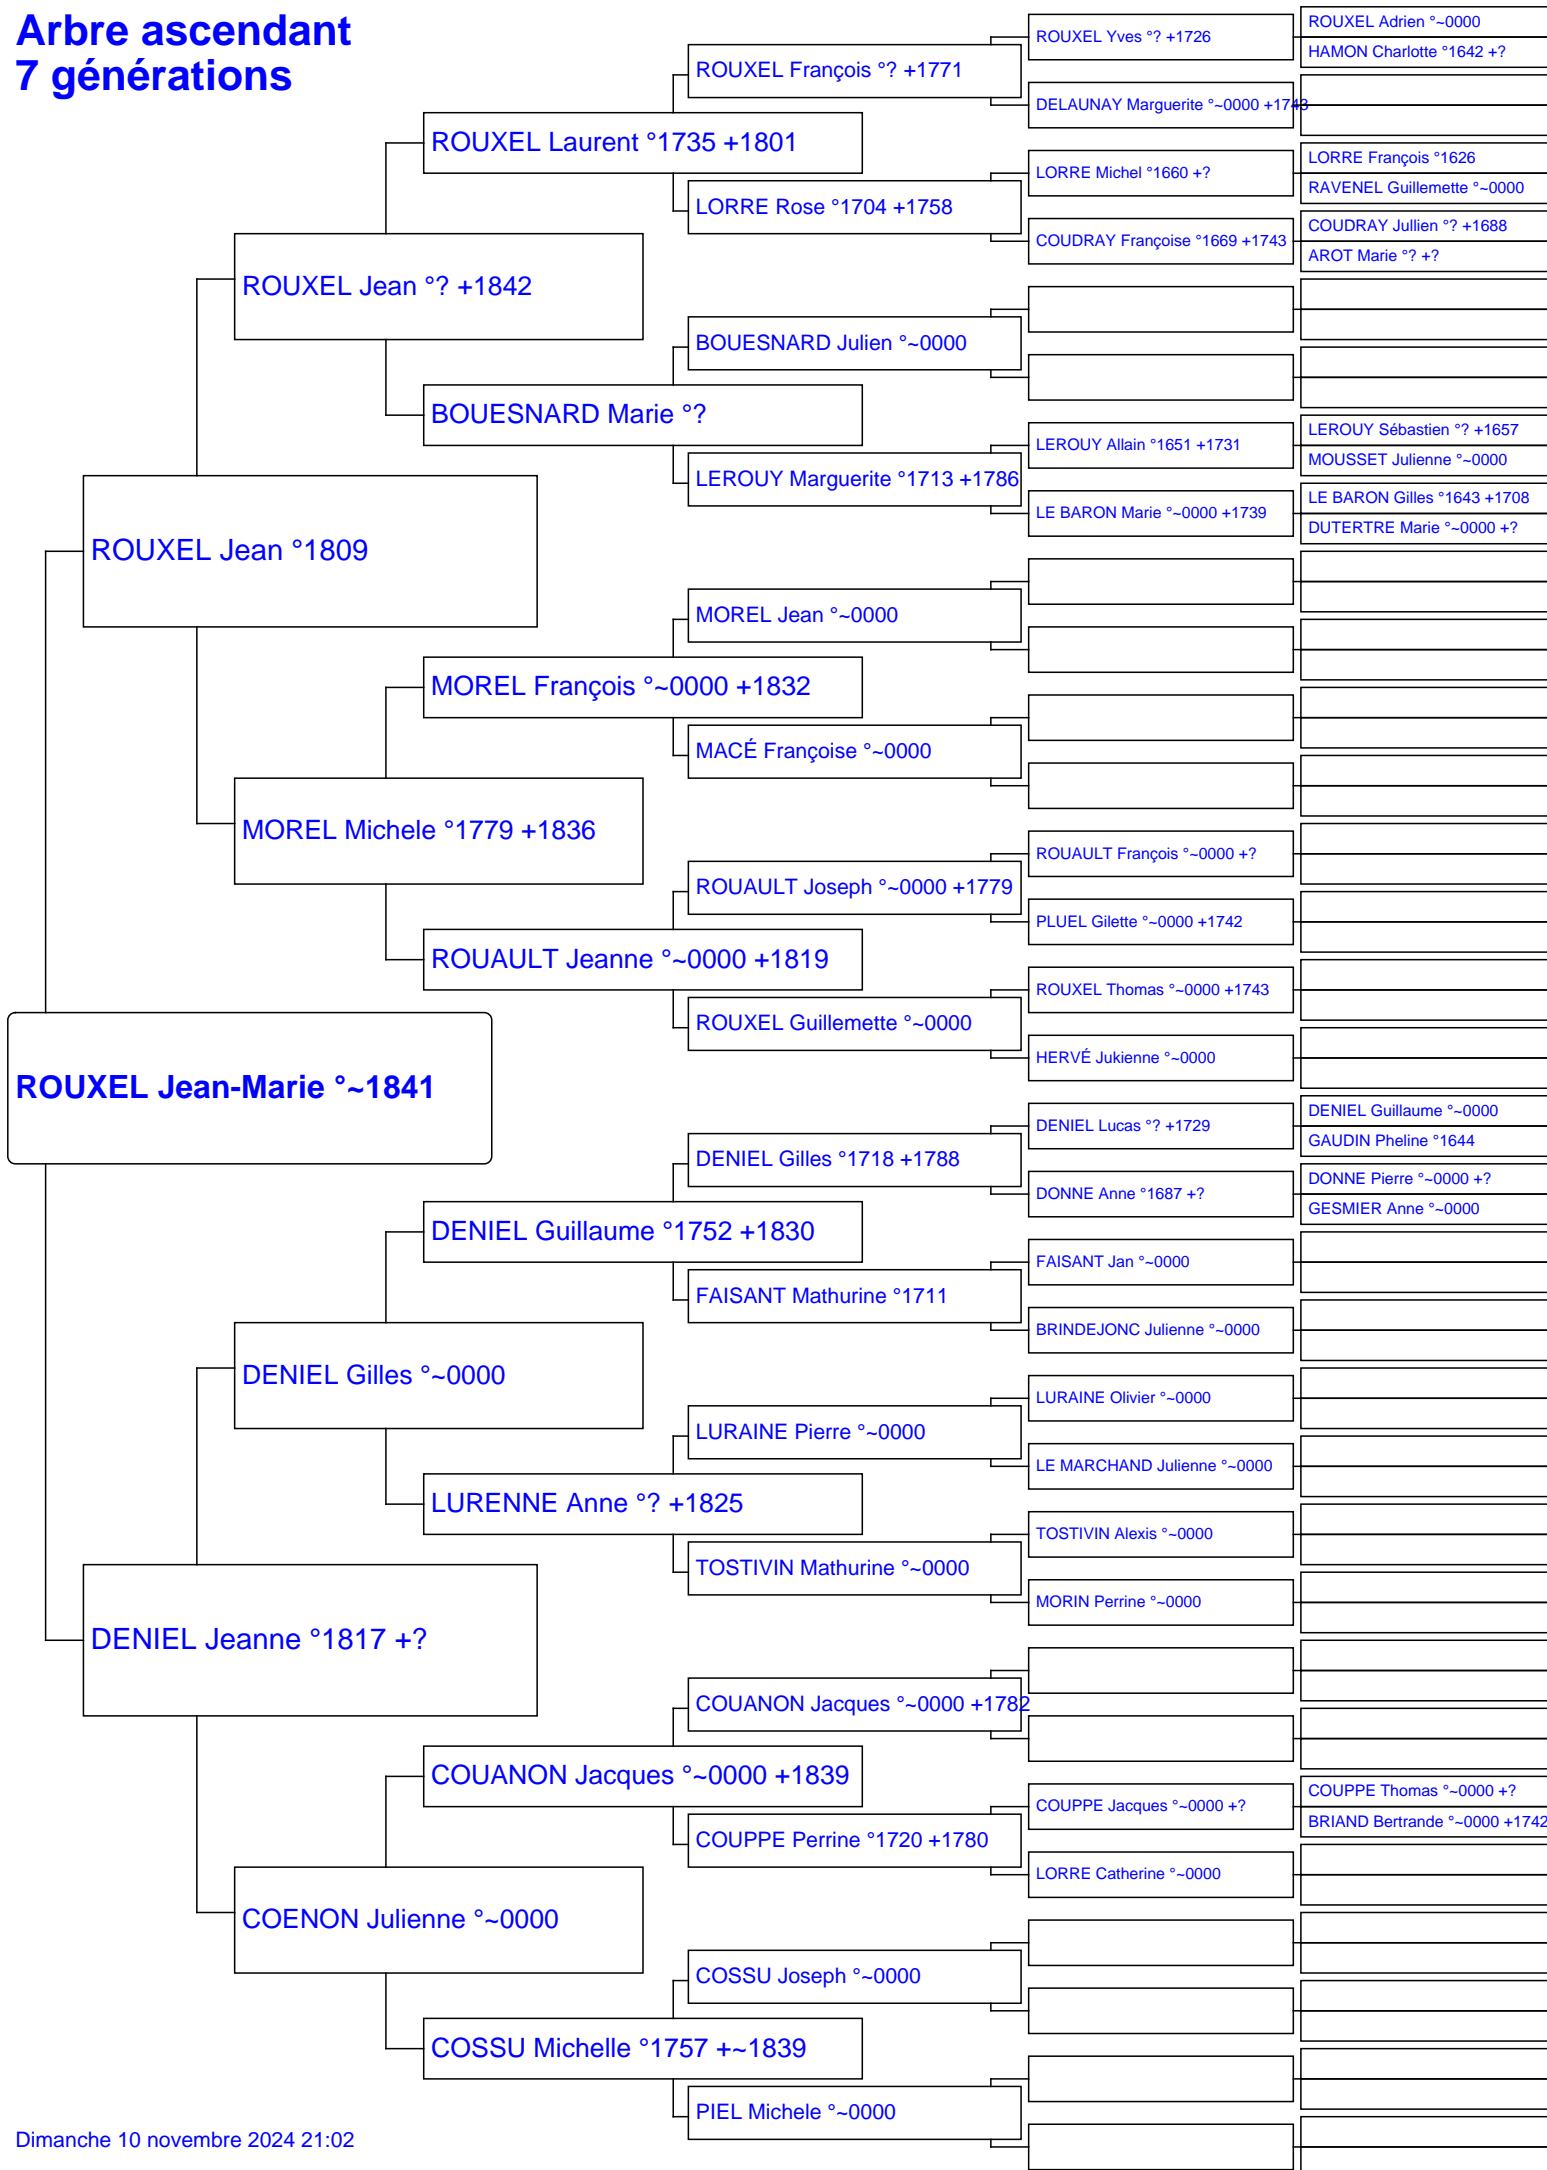 Arbre ascendant
7 générations
ROUXEL Jean-Marie °~1841
ROUXEL Jean °1809
DENIEL Jeanne °1817 +?
ROUXEL Jean °? +1842
MOREL Michele °1779 +1836
DENIEL Gilles °~0000
COENON Julienne °~0000
ROUXEL Laurent °1735 +1801
BOUESNARD Marie °?
MOREL François °~0000 +1832
ROUAULT Jeanne °~0000 +1819
DENIEL Guillaume °1752 +1830
LURENNE Anne °? +1825
COUANON Jacques °~0000 +1839
COSSU Michelle °1757 +~1839
ROUXEL François °? +1771
LORRE Rose °1704 +1758
BOUESNARD Julien °~0000
LEROUY Marguerite °1713 +1786
MOREL Jean °~0000
MACÉ Françoise °~0000
ROUAULT Joseph °~0000 +1779
ROUXEL Guillemette °~0000
DENIEL Gilles °1718 +1788
FAISANT Mathurine °1711
LURAINE Pierre °~0000
TOSTIVIN Mathurine °~0000
COUANON Jacques °~0000 +1782
COUPPE Perrine °1720 +1780
COSSU Joseph °~0000
PIEL Michele °~0000
ROUXEL Yves °? +1726
DELAUNAY Marguerite °~0000 +1743
LORRE Michel °1660 +?
COUDRAY Françoise °1669 +1743
LEROUY Allain °1651 +1731
LE BARON Marie °~0000 +1739
ROUAULT François °~0000 +?
PLUEL Gilette °~0000 +1742
ROUXEL Thomas °~0000 +1743
HERVÉ Jukienne °~0000
DENIEL Lucas °? +1729
DONNE Anne °1687 +?
FAISANT Jan °~0000
BRINDEJONC Julienne °~0000
LURAINE Olivier °~0000
LE MARCHAND Julienne °~0000
TOSTIVIN Alexis °~0000
MORIN Perrine °~0000
COUPPE Jacques °~0000 +?
LORRE Catherine °~0000
ROUXEL Adrien °~0000
HAMON Charlotte °1642 +?
LORRE François °1626
RAVENEL Guillemette °~0000
COUDRAY Jullien °? +1688
AROT Marie °? +?
LEROUY Sébastien °? +1657
MOUSSET Julienne °~0000
LE BARON Gilles °1643 +1708
DUTERTRE Marie °~0000 +?
DENIEL Guillaume °~0000
GAUDIN Pheline °1644
DONNE Pierre °~0000 +?
GESMIER Anne °~0000
COUPPE Thomas °~0000 +?
BRIAND Bertrande °~0000 +1742
Dimanche 10 novembre 2024 21:02